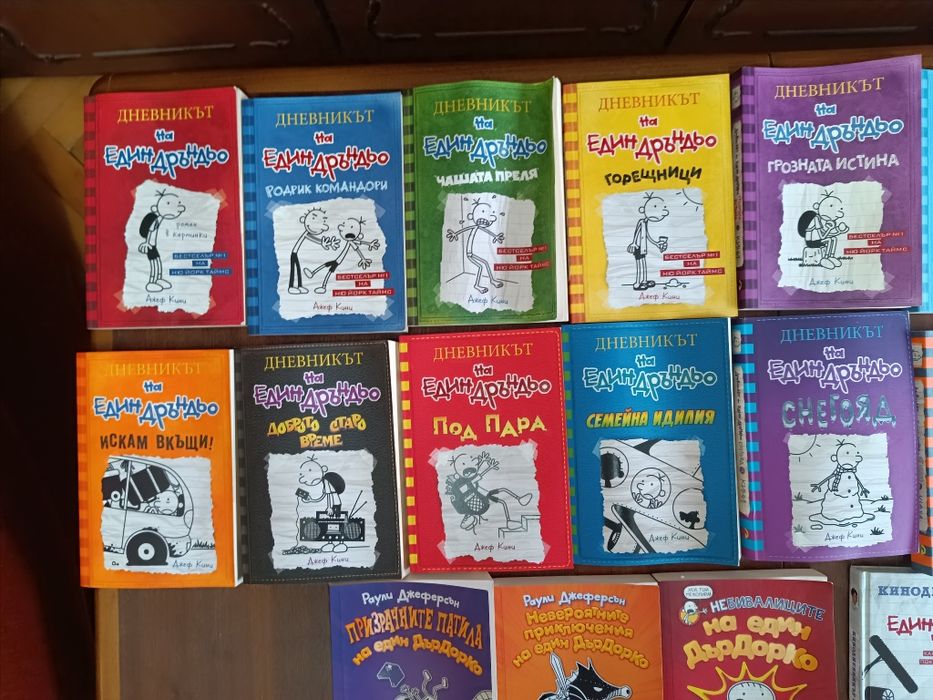 ДНЕВНИКЪТ
на
ЕДИН ДРЪНДЬО
роман
в картинки
БЕСТСЕЛЪР №1
НА
НЮ ЙОРК ТАЙМС
Джеф Кини
ДНЕВНИКЪТ
на
ЕДИН ДРЪНДЬО
РОДРИК КОМАНДОРИ
БЕСТСЕЛЪР №1
НА
НЮ ЙОРК ТАЙМС
Джеф Кини
ДНЕВНИКЪТ
на
ЕДИН ДРЪНДЬО
ЧАШАТА ПРЕЛЯ
БЕСТСЕЛЪР №1
НА
НЮ ЙОРК ТАЙМС
Джеф Кини
ДНЕВНИКЪТ
на
ЕДИН ДРЪНДЬО
ГОРЕЩНИЦИ
БЕСТСЕЛЪР №1
НА
НЮ ЙОРК ТАЙМС
Джеф Кини
ДНЕВНИКЪТ
на
ЕДИН ДРЪНДЬО
ГРОЗНАТА ИСТИНА
БЕСТСЕЛЪР №1
НА
НЮ ЙОРК ТАЙМС
Джеф Кини
ДНЕВНИКЪТ
на
ЕДИН ДРЪНДЬО
ИСКАМ ВКЪЩИ!
Джеф Кини
ДНЕВНИКЪТ
на
ЕДИН ДРЪНДЬО
ДОБРОТО СТАРО
ВРЕМЕ
Джеф Кини
ДНЕВНИКЪТ
на
ЕДИН ДРЪНДЬО
ПОД ПАРА
Джеф Кини
ДНЕВНИКЪТ
на
ЕДИН ДРЪНДЬО
СЕМЕЙНА ИДИЛИЯ
Джеф Кини
ДНЕВНИКЪТ
на
ЕДИН ДРЪНДЬО
СНЕГОЯД
Джеф Кини
Раули Джеферсън
ПРИЗРАЧНИТЕ ПАТИЛА
на един ДърДорко
Раули Джеферсън
Невероятните
приключения
на един ДърДорко
НЕБИВАЛИЦИТЕ
на един
ДърДорко